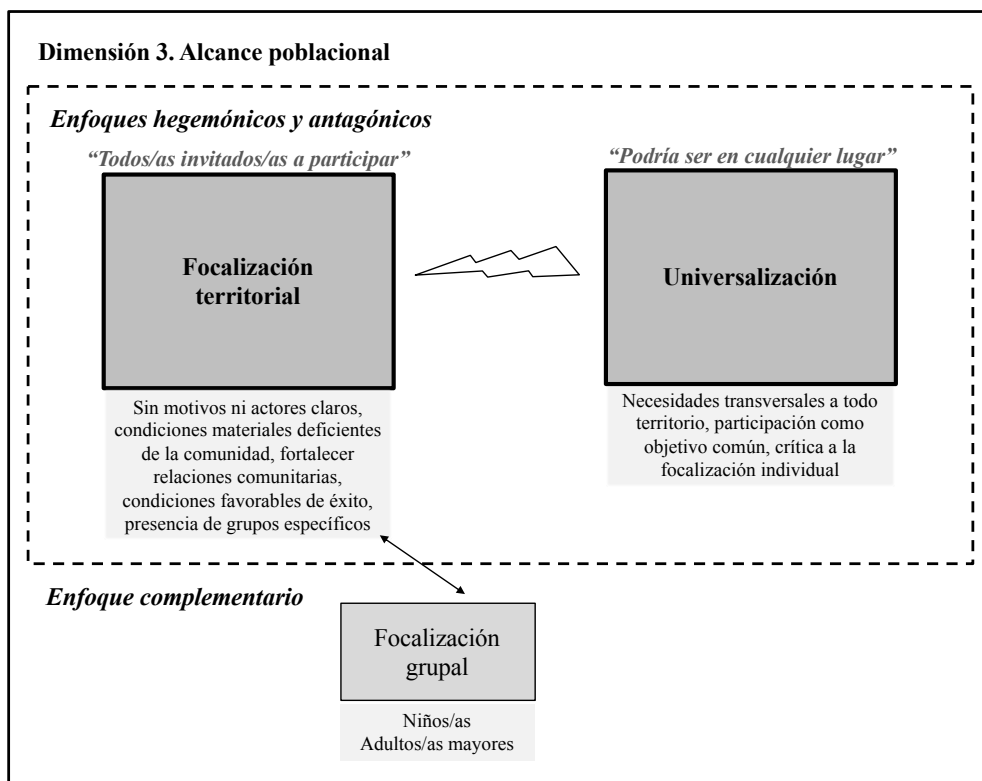 Dimensión 3. Alcance poblacional
Enfoques hegemónicos y antagónicos
“Todos/as invitados/as a participar”
Focalización
territorial
Sin motivos ni actores claros,
condiciones materiales deficientes
de la comunidad, fortalecer
relaciones comunitarias,
condiciones favorables de éxito,
presencia de grupos específicos
“Podría ser en cualquier lugar”
Universalización
Necesidades transversales a todo
territorio, participación como
objetivo común, crítica a la
focalización individual
Enfoque complementario
Focalización
grupal
Niños/as
Adultos/as mayores